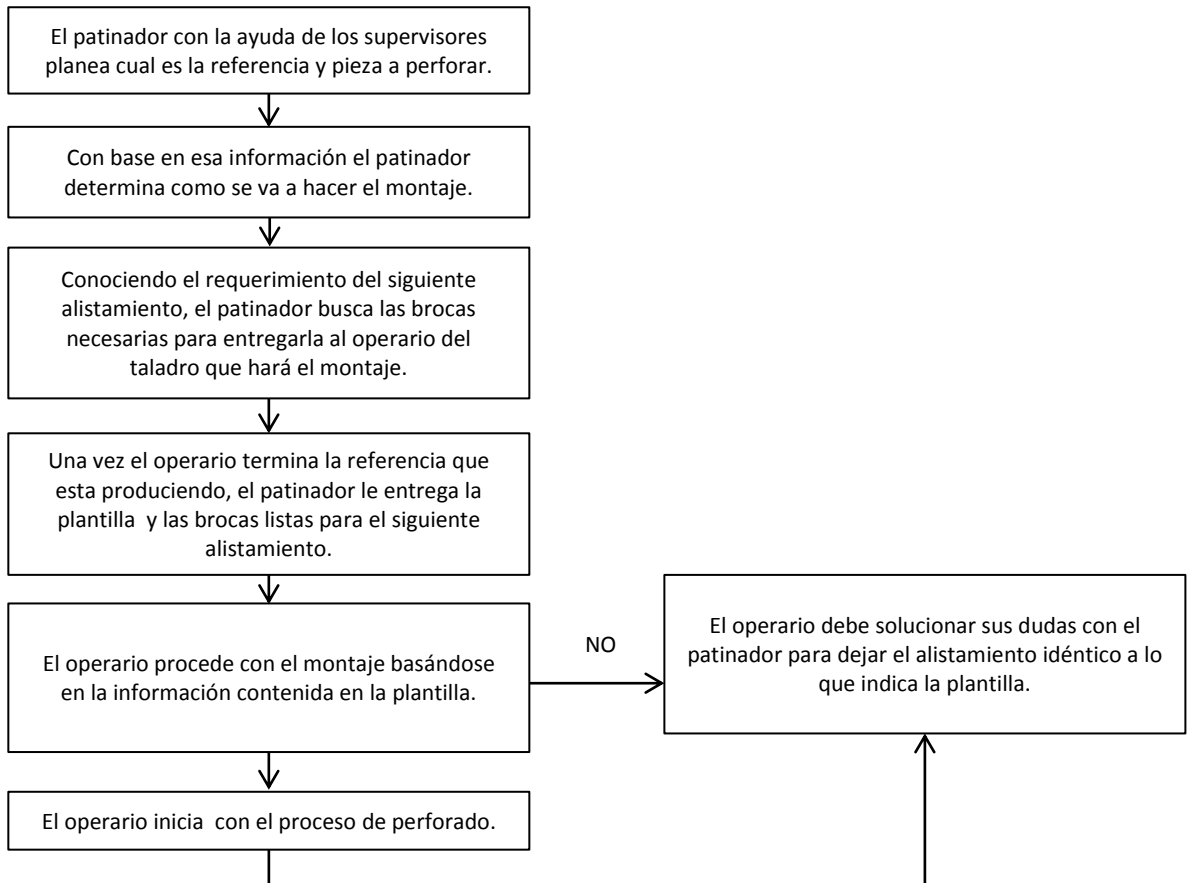 El patinador con la ayuda de los supervisores
planea cual es la referencia y pieza a perforar.
Con base en esa información el patinador
determina como se va a hacer el montaje.
Conociendo el requerimiento del siguiente
alistamiento, el patinador busca las brocas
necesarias para entregarla al operario del
taladro que hará el montaje.
Una vez el operario termina la referencia que
esta produciendo, el patinador le entrega la
plantilla y las brocas listas para el siguiente
alistamiento.
El operario procede con el montaje basándose
en la información contenida en la plantilla.
NO
El operario debe solucionar sus dudas con el
patinador para dejar el alistamiento idéntico a lo
que indica la plantilla.
El operario inicia con el proceso de perforado.